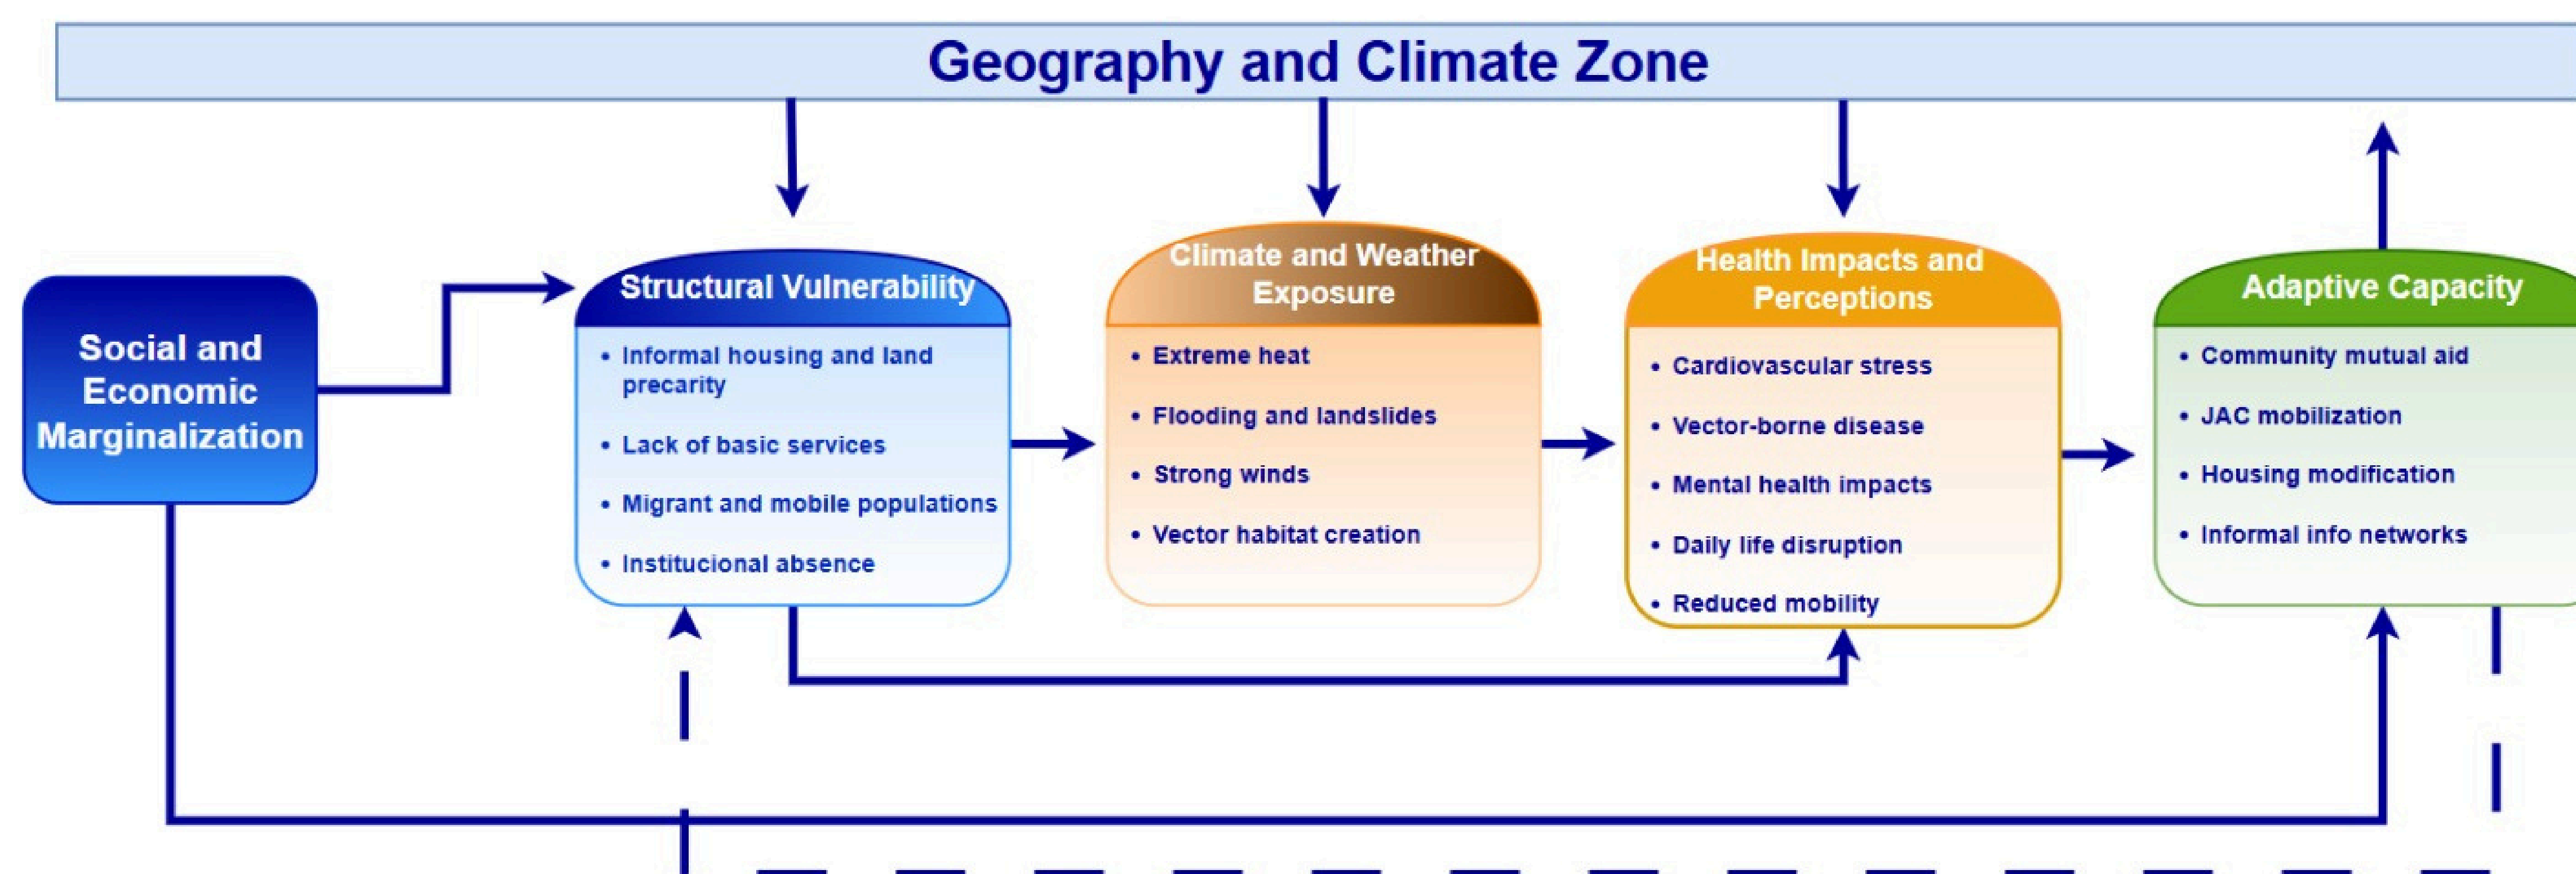 Geography and Climate Zone
Social and
Economic
Marginalization
Structural Vulnerability
• Informal housing and land
precarity
• Lack of basic services
• Migrant and mobile populations
• Institucional absence
Climate and Weather
Exposure
• Extreme heat
• Flooding and landslides
• Strong winds
• Vector habitat creation
Health Impacts and
Perceptions
• Cardiovascular stress
• Vector-borne disease
• Mental health impacts
• Daily life disruption
• Reduced mobility
Adaptive Capacity
• Community mutual aid
• JAC mobilization
• Housing modification
• Informal info networks